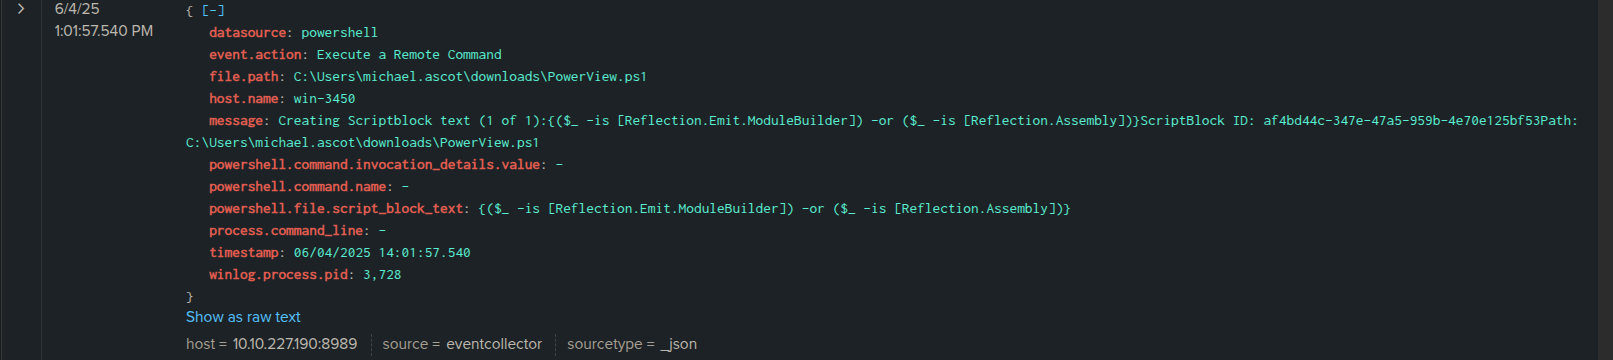 > 6/4/25 { [-]
1:01:57.540 PM datasource: powershell
event.action: Execute a Remote Command
file.path: C:\Users\michael.ascot\downloads\PowerView.ps1
host.name: win-3450
message: Creating Scriptblock text (1 of 1):{($_ -is [Reflection.Emit.ModuleBuilder]) -or ($_ -is [Reflection.Assembly])}ScriptBlock ID: af4bd44c-347e-47a5-959b-4e70e125bf53Path:
C:\Users\michael.ascot\downloads\PowerView.ps1
powershell.command.invocation_details.value: -
powershell.command.name: -
powershell.file.script_block_text: {($_ -is [Reflection.Emit.ModuleBuilder]) -or ($_ -is [Reflection.Assembly])}
process.command_line: -
timestamp: 06/04/2025 14:01:57.540
winlog.process.pid: 3,728
}
Show as raw text
host = 10.10.227.190:8989 source = eventcollector sourcetype = _json